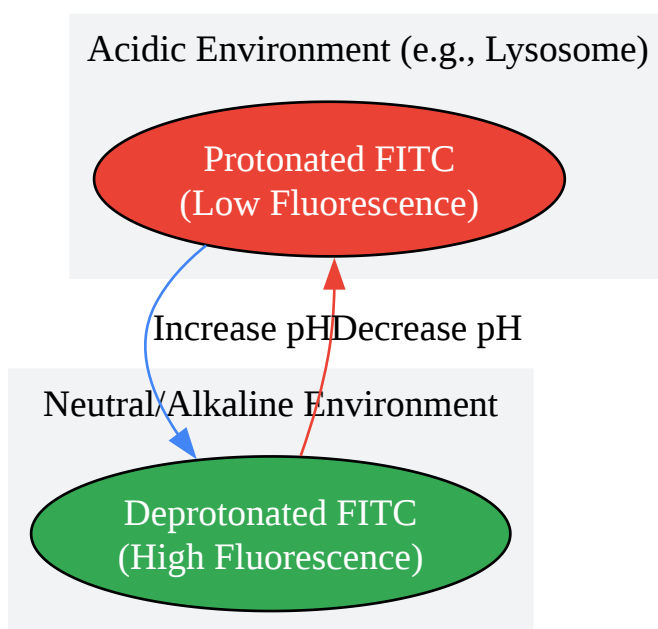 Acidic Environment (e.g., Lysosome)
Protonated FITC
(Low Fluorescence)
Increase pH
Decrease pH
Neutral/Alkaline Environment
Deprotonated FITC
(High Fluorescence)